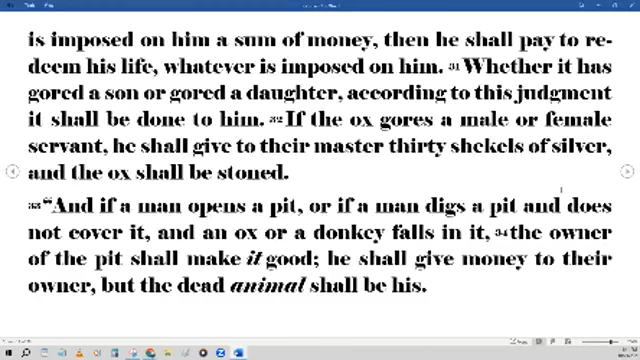 is imposed on him a sum of money, then he shall pay to re-
deem his life, whatever is imposed on him. 31 Whether it has
gored a son or gored a daughter, according to this judgment
it shall be done to him. 32 If the ox gores a male or female
servant, he shall give to their master thirty shekels of silver,
and the ox shall be stoned.
33 “And if a man opens a pit, or if a man digs a pit and does
not cover it, and an ox or a donkey falls in it, 34 the owner
of the pit shall make it good; he shall give money to their
owner, but the dead animal shall be his.